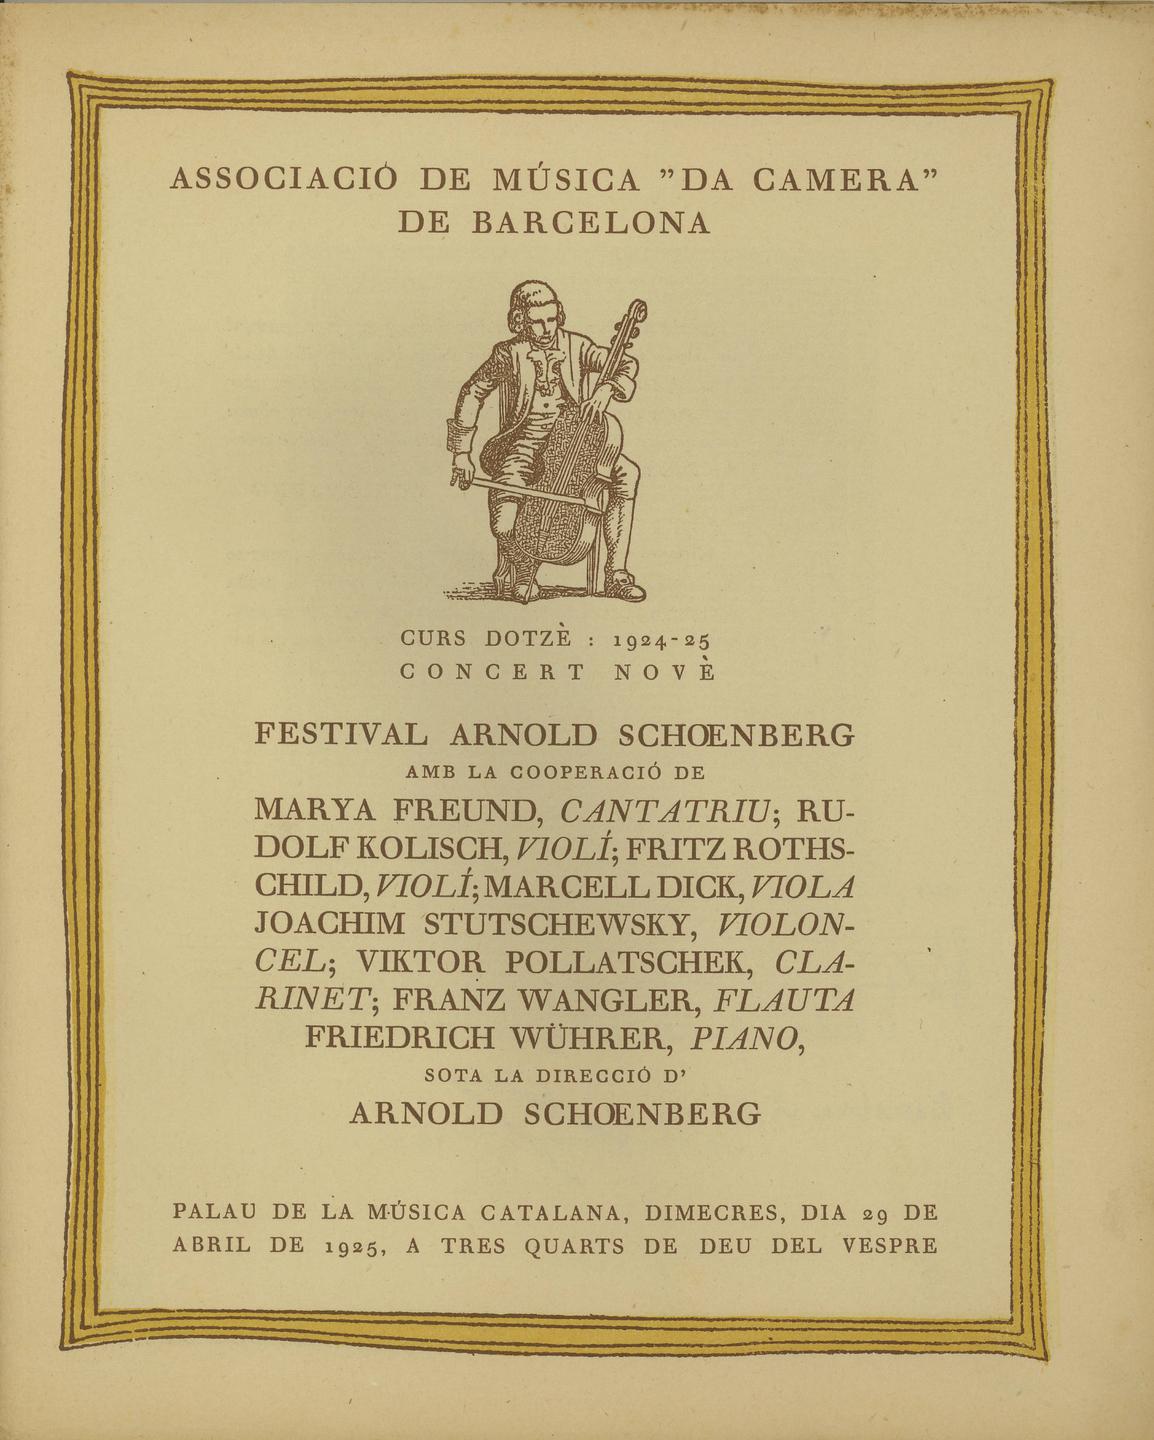 ASSOCIACIÓ DE MÚSICA ”DA CAMERA”
DE BARCELONA
CURS DOTZÈ : 1924-25
CONCERT NOVÈ
FESTIVAL ARNOLD SCHOENBERG
AMB LA COOPERACIÓ DE
MARYA FREUND, CANTATRIU; RU-
DOLF KOLISCH, VIOLÍ; FRITZ ROTHS-
CHILD, VIOLÍ; MARCELL DICK, VIOLA
JOACHIM STUTSCHEWSKY, VIOLON-
CEL; VIKTOR POLLATSCHEK, CLA-
RINET; FRANZ WANGLER, FLAUTA
FRIEDRICH WÜHRER, PIANO,
SOTA LA DIRECCIÓ D’
ARNOLD SCHOENBERG
PALAU DE LA MÚSICA CATALANA, DIMECRES, DIA 29 DE
ABRIL DE 1925, A TRES QUARTS DE DEU DEL VESPRE